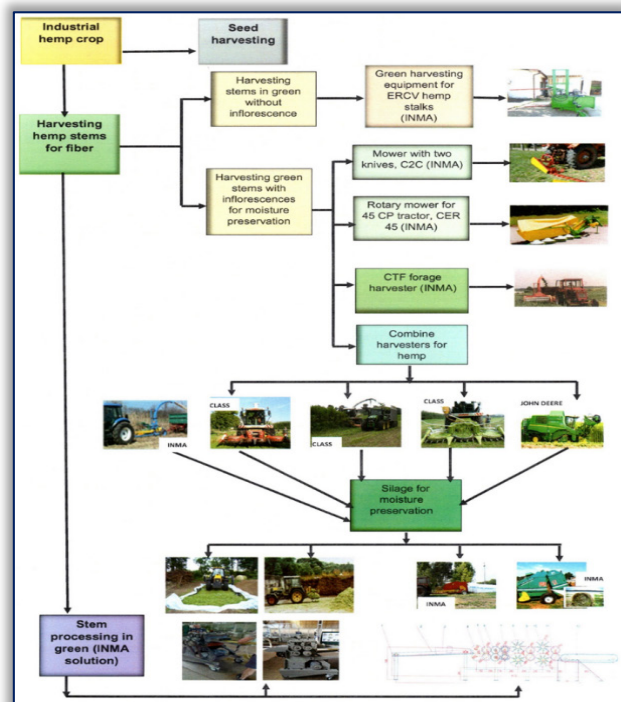 Industrial hemp
crop
Seed
harvesting
Harvesting
stems in green
without
inflorescence
Green harvesting
equipment for
ERCV hemp
stalks
(INMA)
Harvesting
hemp stems
for fiber
Harvesting green
stems with
inflorescences
for moisture
preservation
Mower with two
knives, C2C (INMA)
Rotary mower for
45 CP tractor, CER
45 (INMA)
CTF forage
harvester (INMA)
Combine
harvesters for
hemp
INMA
CLASS
CLASS
CLASS
JOHN DEERE
Silage for
moisture
preservation
INMA
INMA
Stem
processing in
green (INMA
solution)